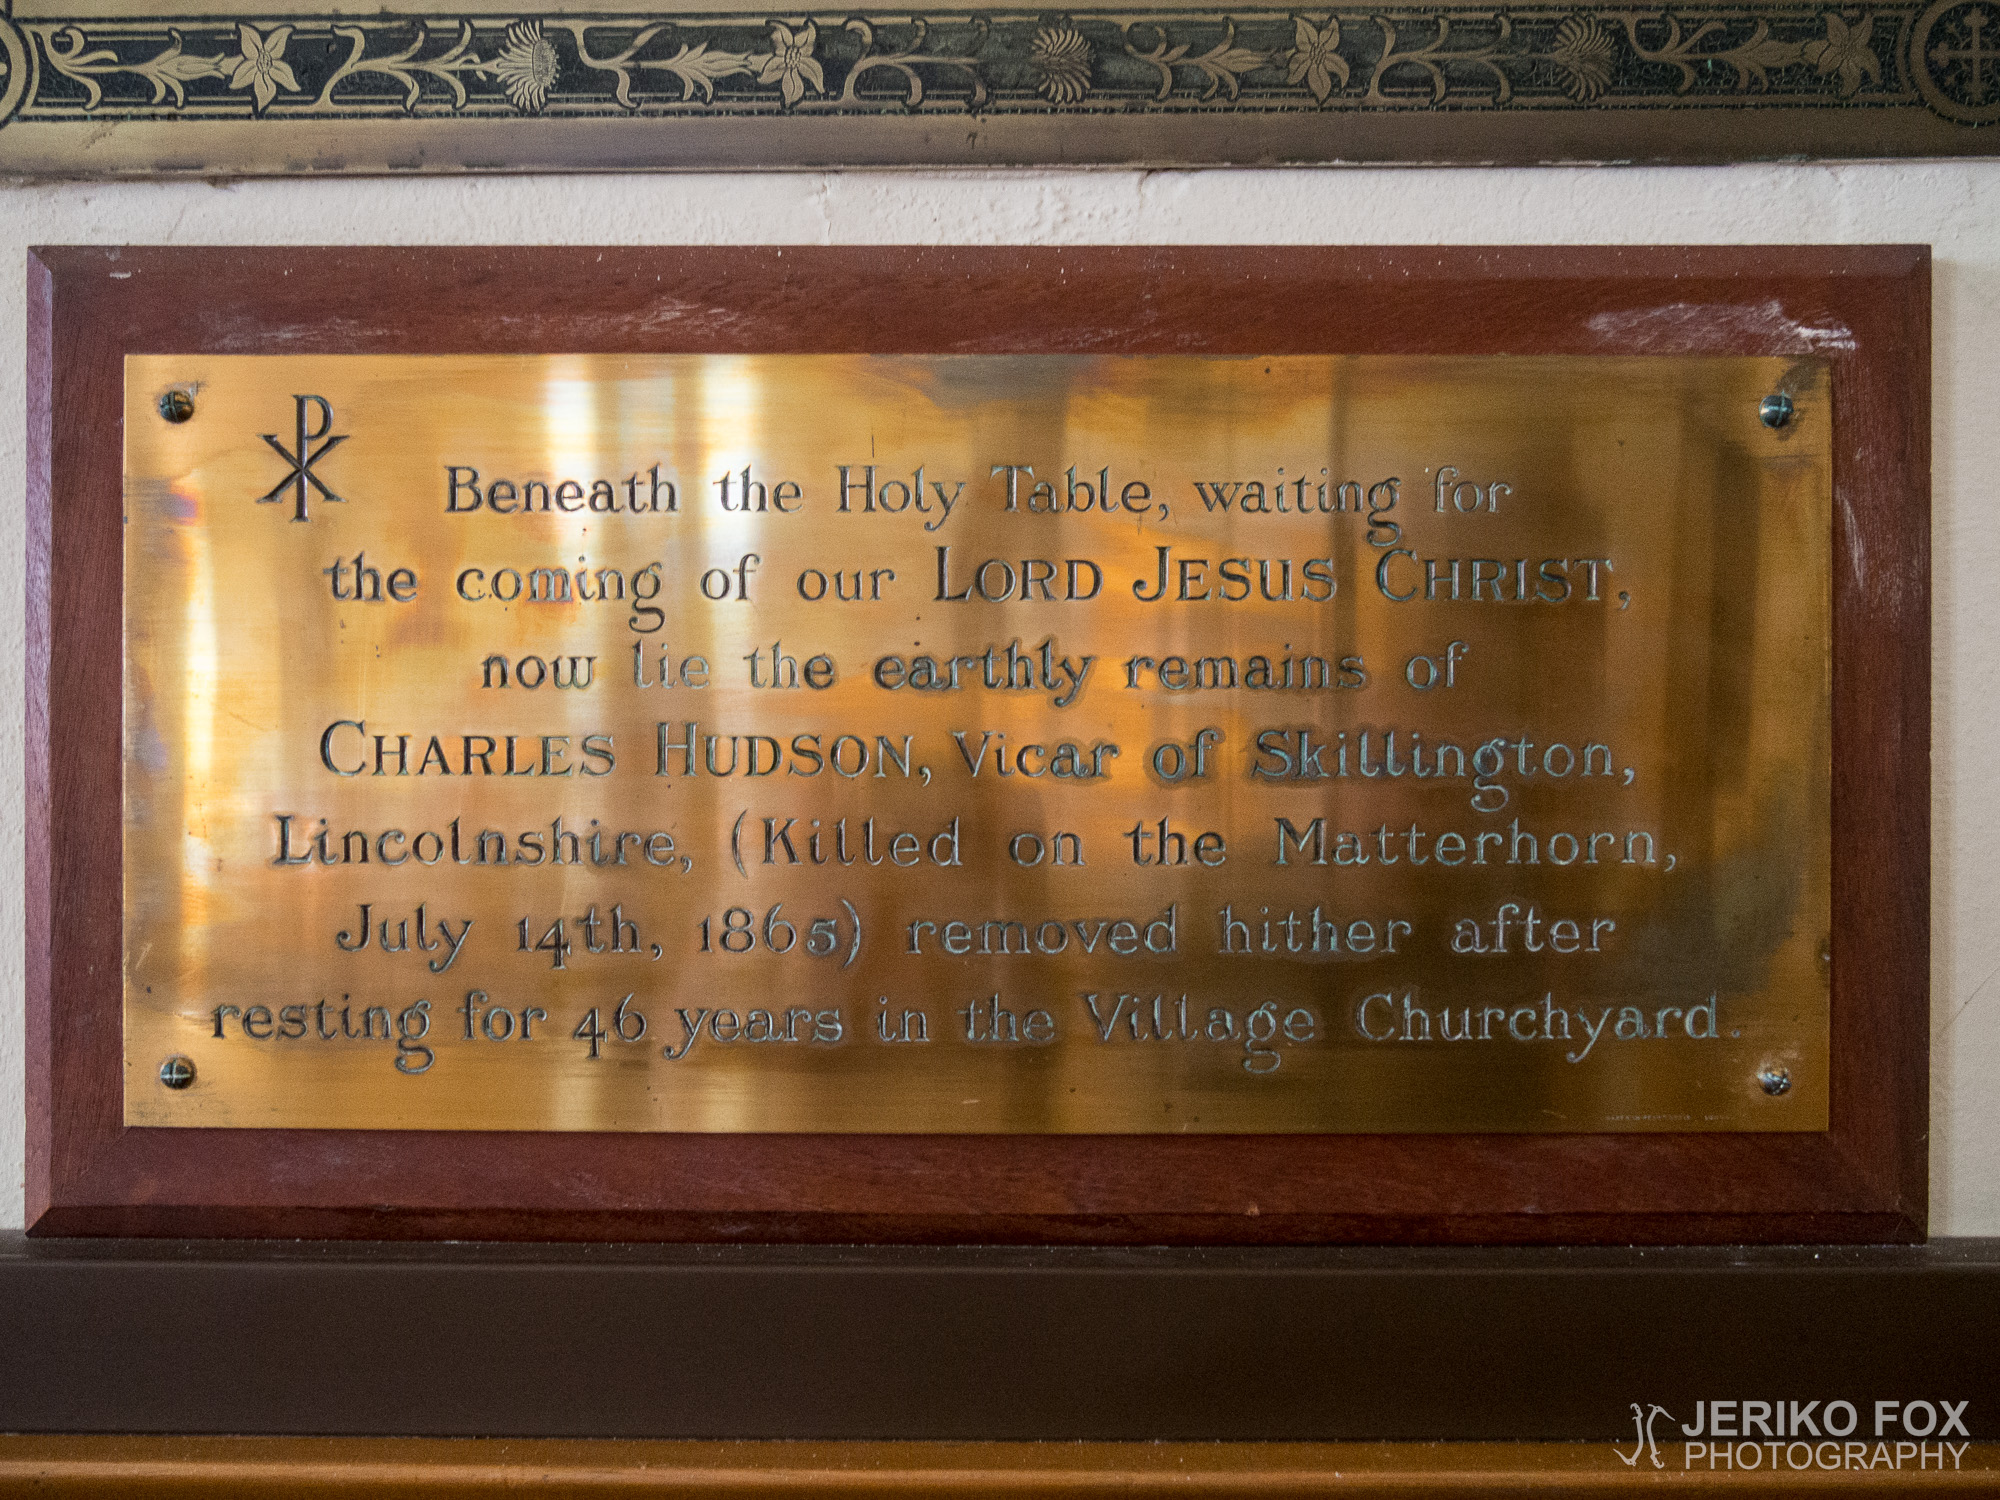 Beneath the Holy Table, waiting for
the coming of our LORD JESUS CHRIST,
now lie the earthly remains of
CHARLES HUDSON, Vicar of Skillington,
Lincolnshire, (Killed on the Matterhorn,
July 14th, 1865) removed hither after
resting for 46 years in the Village Churchyard.
JERIKO FOX
PHOTOGRAPHY